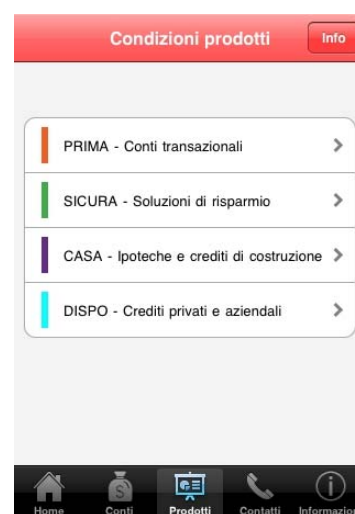 Condizioni prodotti
Info
PRIMA - Conti transazionali
SICURA - Soluzioni di risparmio
CASA - Ipoteche e crediti di costruzione
DISPO - Crediti privati e aziendali
Home Conti Prodotti Contatti Informazion